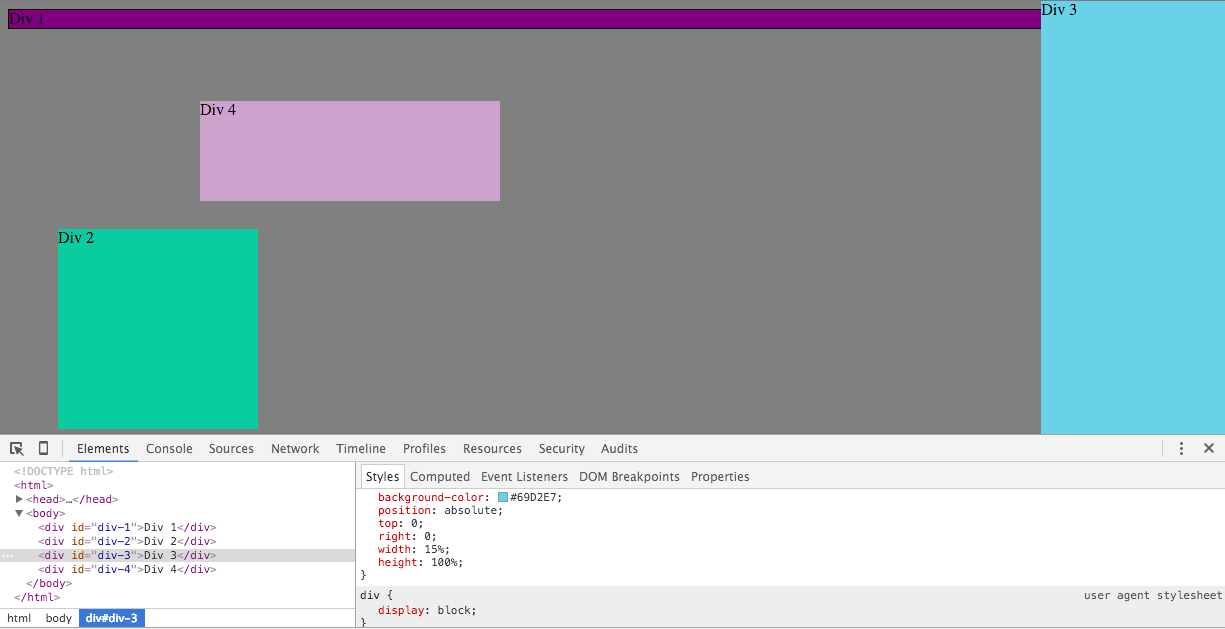 Div 1
Div 3
Div 4
Div 2
Elements Console Sources Network Timeline Profiles Resources Security Audits
<!DOCTYPE html>
<html>
<head>…</head>
<body>
<div id="div-1">Div 1</div>
<div id="div-2">Div 2</div>
<div id="div-3">Div 3</div>
<div id="div-4">Div 4</div>
</body>
</html>
html body div#div-3
Styles Computed Event Listeners DOM Breakpoints Properties
background-color: #69D2E7;
position: absolute;
top: 0;
right: 0;
width: 15%;
height: 100%;
}
div { user agent stylesheet
display: block;
}